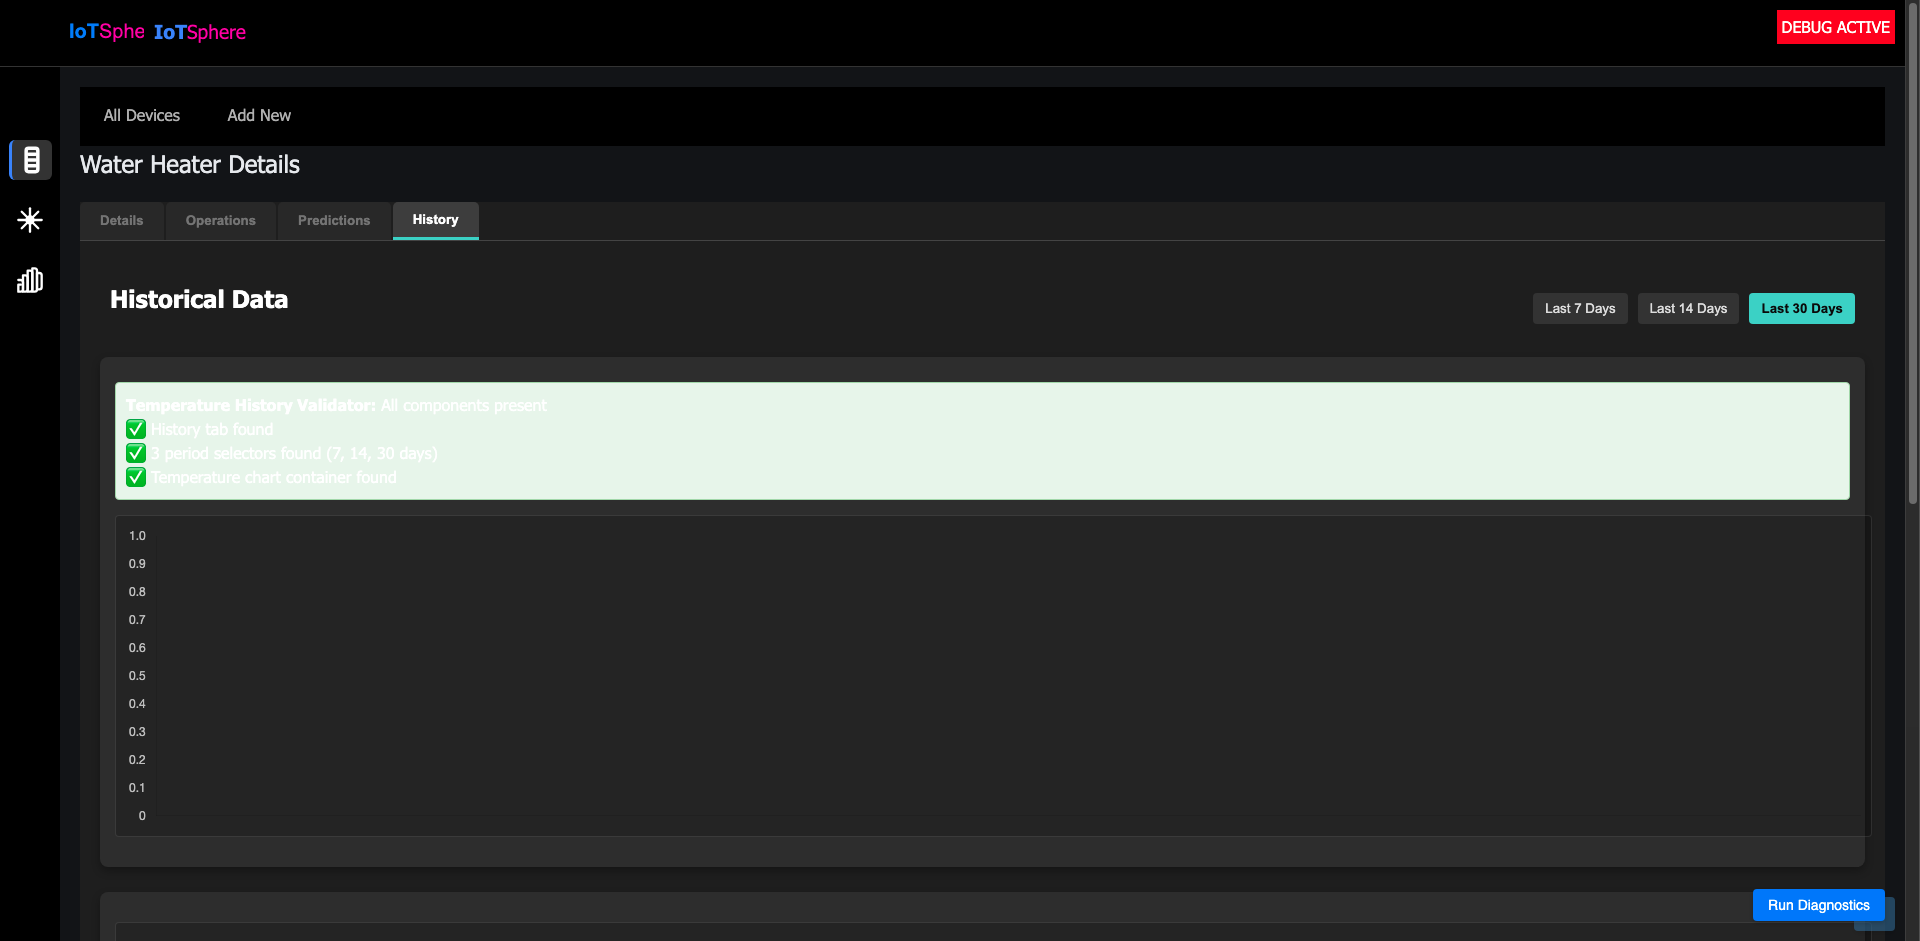 IoTSphe IoTSphere
DEBUG ACTIVE
All Devices Add New
Water Heater Details
Details Operations Predictions History
Historical Data
Last 7 Days Last 14 Days Last 30 Days
Temperature History Validator: All components present
✅ History tab found
✅ 3 period selectors found (7, 14, 30 days)
✅ Temperature chart container found
1.0
0.9
0.8
0.7
0.6
0.5
0.4
0.3
0.2
0.1
0
Run Diagnostics